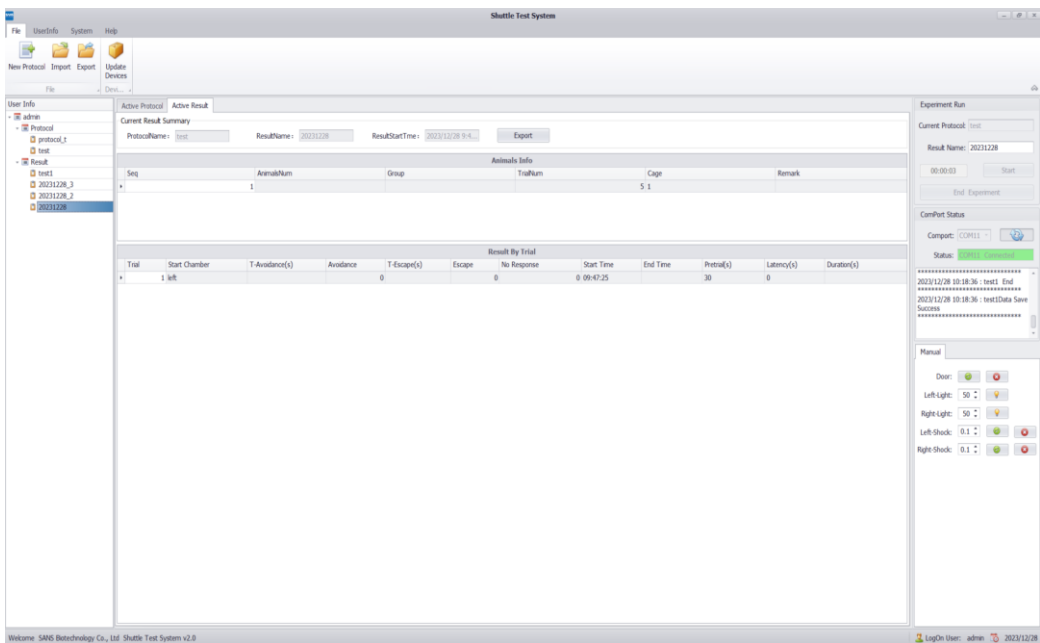 Shuttle Test System
File UserInfo System Help
New Protocol Import Export Update Devices
File Devi...
User Info
admin
Protocol
protocol_t
test
Result
test1
20231228_3
20231228_2
20231228
Active Protocol Active Result
Current Result Summary
ProtocolName: test ResultName: 20231228 ResultStartTme: 2023/12/28 9:4... Export
Animals Info
Seq AnimalsNum Group TrialNum Cage Remark
1 5 1
Result By Trial
Trial Start Chamber T-Avoidance(s) Avoidance T-Escape(s) Escape No Response Start Time End Time Pretrial(s) Latency(s) Duration(s)
1 left 0 0 0 09:47:25 30 0
Experiment Run
Current Protocol: test
Result Name: 20231228
00:00:03 Start
End Experiment
ComPort Status
Comport: COM11
Status: COM11 Connected
******************************
2023/12/28 10:18:36 : test1 End
******************************
2023/12/28 10:18:36 : test1Data Save
Success
******************************
Manual
Door:
Left-Light: 50
Right-Light: 50
Left-Shock: 0.1
Right-Shock: 0.1
Welcome SANS Biotechnology Co., Ltd Shuttle Test System v2.0 LogOn User: admin 2023/12/28